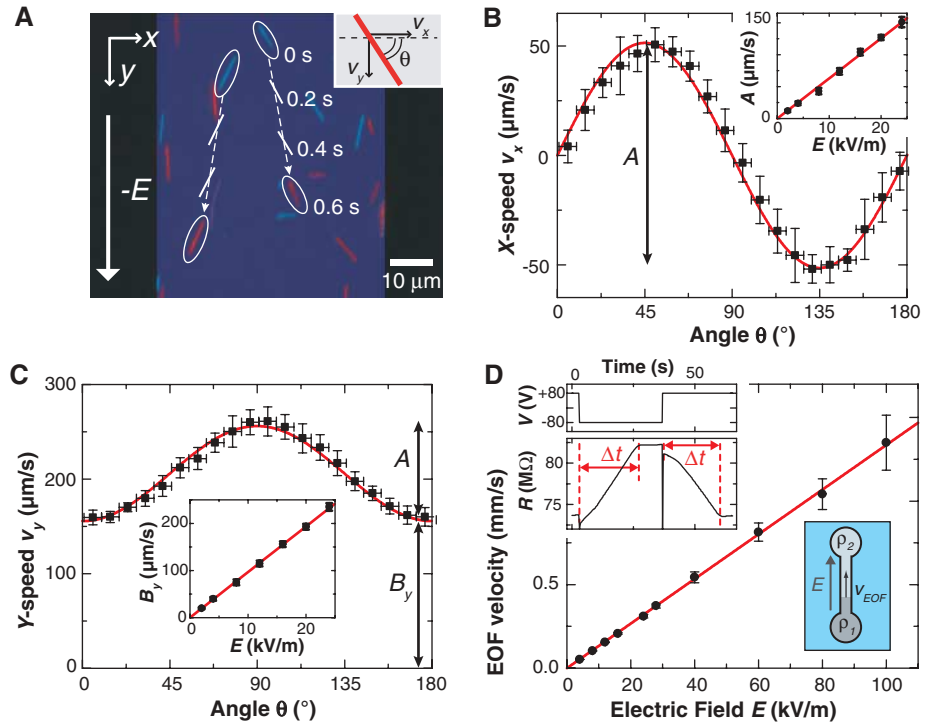 A
x
y
-E
0 s
0.2 s
0.4 s
0.6 s
10 μm
v_x
v_y
θ
B
X-speed v_x (μm/s)
50
0
-50
A
0 45 90 135 180
Angle θ (°)
A (μm/s)
150
0
0 10 20
E (kV/m)
C
Y-speed v_y (μm/s)
300
200
100
0
A
B_y
0 45 90 135 180
Angle θ (°)
B_y (μm/s)
200
100
0
0 10 20
E (kV/m)
D
EOF velocity (mm/s)
0.5
0.0
0 20 40 60 80 100
Electric Field E (kV/m)
Time (s)
0 50
V (V)
+80
-80
R (MΩ)
80
75
Δt
Δt
ρ_2
E
v_EOF
ρ_1